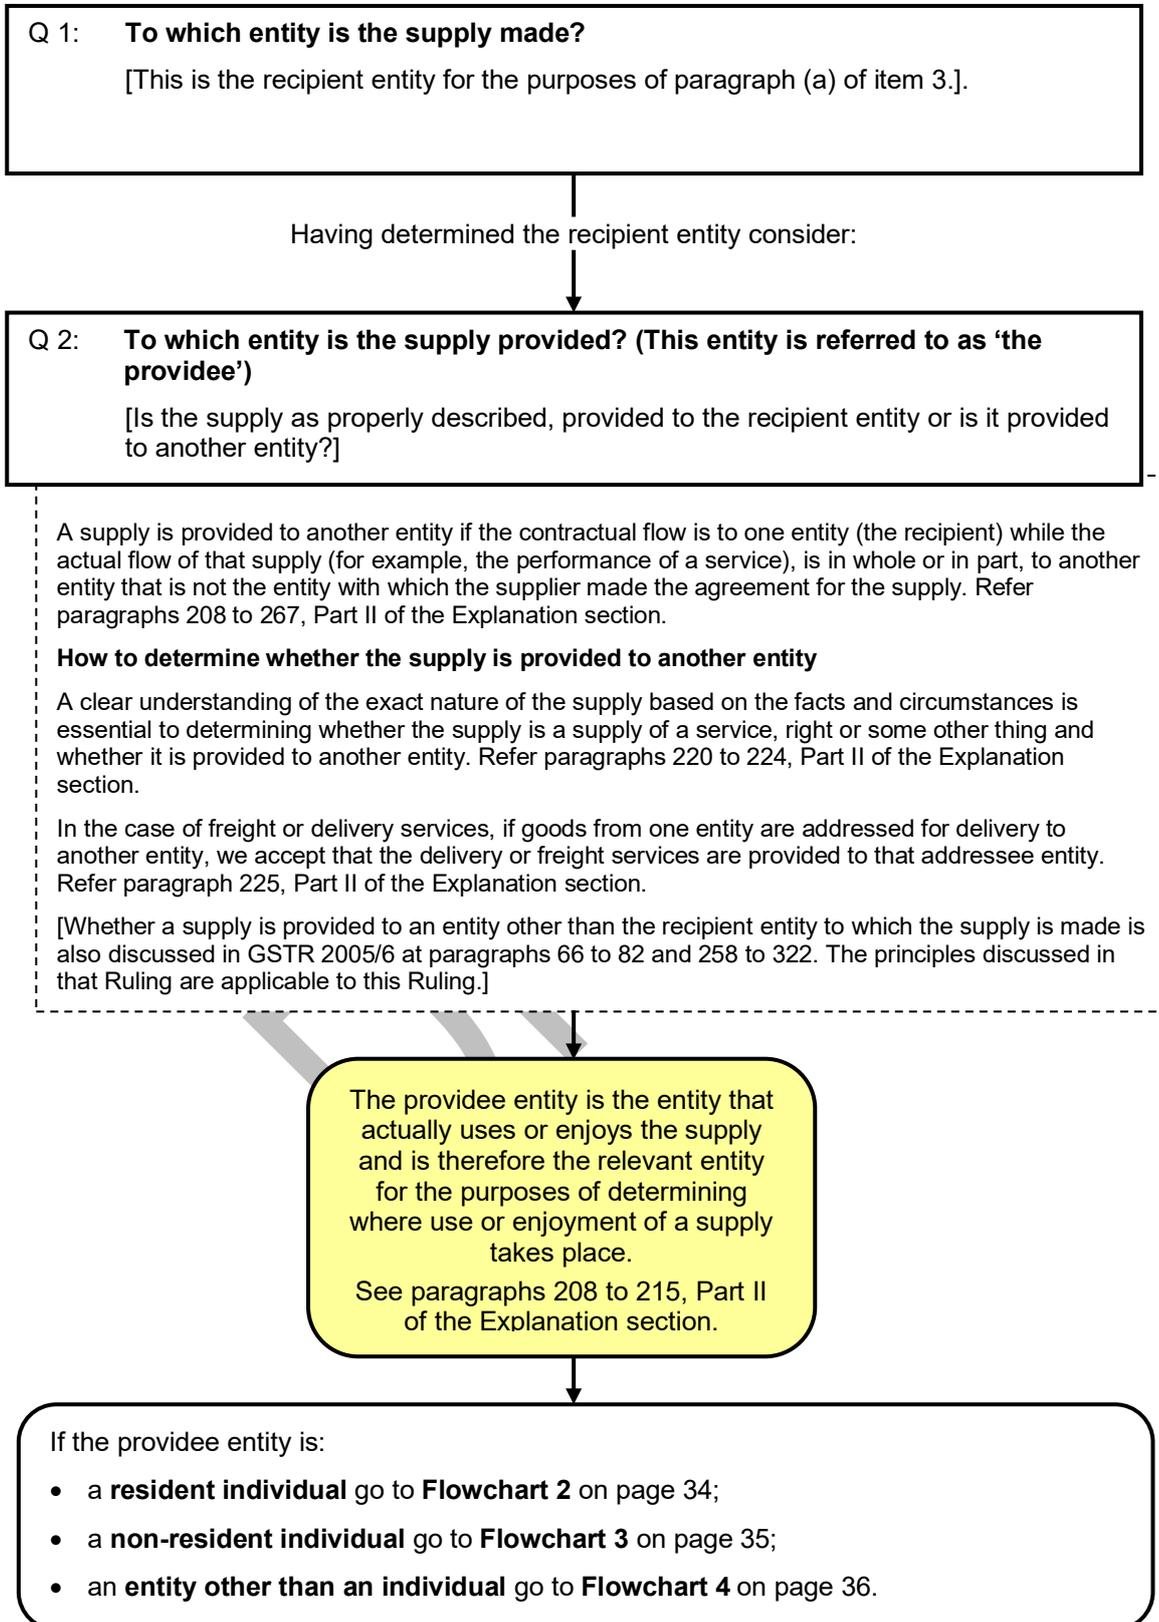 Q 1: To which entity is the supply made?
[This is the recipient entity for the purposes of paragraph (a) of item 3.].
Having determined the recipient entity consider:
Q 2: To which entity is the supply provided? (This entity is referred to as ‘the
providee’)
[Is the supply as properly described, provided to the recipient entity or is it provided
to another entity?]
A supply is provided to another entity if the contractual flow is to one entity (the recipient) while the
actual flow of that supply (for example, the performance of a service), is in whole or in part, to another
entity that is not the entity with which the supplier made the agreement for the supply. Refer
paragraphs 208 to 267, Part II of the Explanation section.
How to determine whether the supply is provided to another entity
A clear understanding of the exact nature of the supply based on the facts and circumstances is
essential to determining whether the supply is a supply of a service, right or some other thing and
whether it is provided to another entity. Refer paragraphs 220 to 224, Part II of the Explanation
section.
In the case of freight or delivery services, if goods from one entity are addressed for delivery to
another entity, we accept that the delivery or freight services are provided to that addressee entity.
Refer paragraph 225, Part II of the Explanation section.
[Whether a supply is provided to an entity other than the recipient entity to which the supply is made is
also discussed in GSTR 2005/6 at paragraphs 66 to 82 and 258 to 322. The principles discussed in
that Ruling are applicable to this Ruling.]
The providee entity is the entity that
actually uses or enjoys the supply
and is therefore the relevant entity
for the purposes of determining
where use or enjoyment of a supply
takes place.
See paragraphs 208 to 215, Part II
of the Explanation section.
If the providee entity is:
• a resident individual go to Flowchart 2 on page 34;
• a non-resident individual go to Flowchart 3 on page 35;
• an entity other than an individual go to Flowchart 4 on page 36.